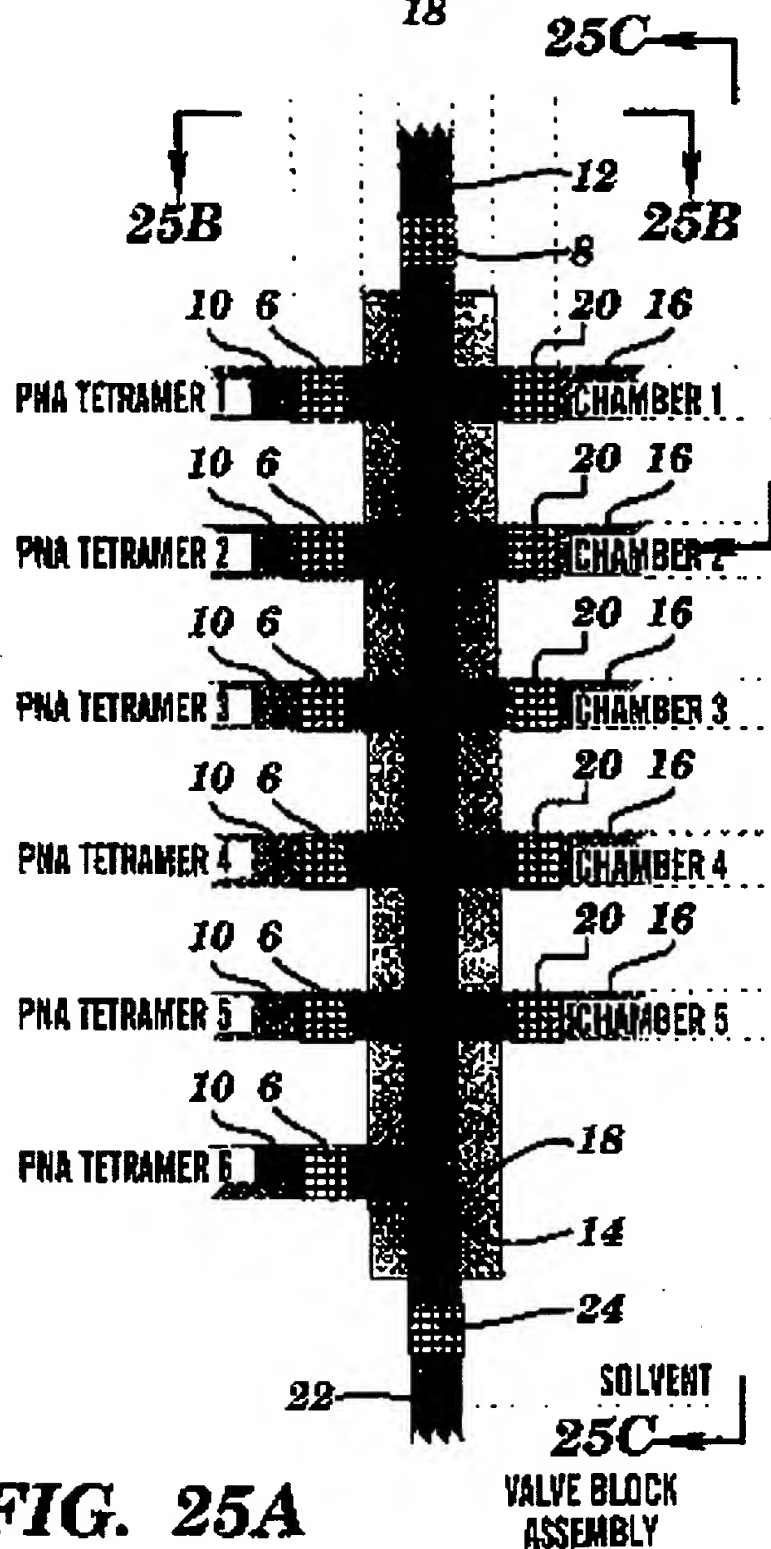 18
25C
12
25B 25B
8
10 6 20 16
PNA TETRAMER 1 CHAMBER 1
10 6 20 16
PNA TETRAMER 2 CHAMBER 2
10 6 20 16
PNA TETRAMER 3 CHAMBER 3
10 6 20 16
PNA TETRAMER 4 CHAMBER 4
10 6 20 16
PNA TETRAMER 5 CHAMBER 5
10 6
PNA TETRAMER 6
18
14
24
SOLVENT
22
25C
FIG. 25A
VALVE BLOCK
ASSEMBLY